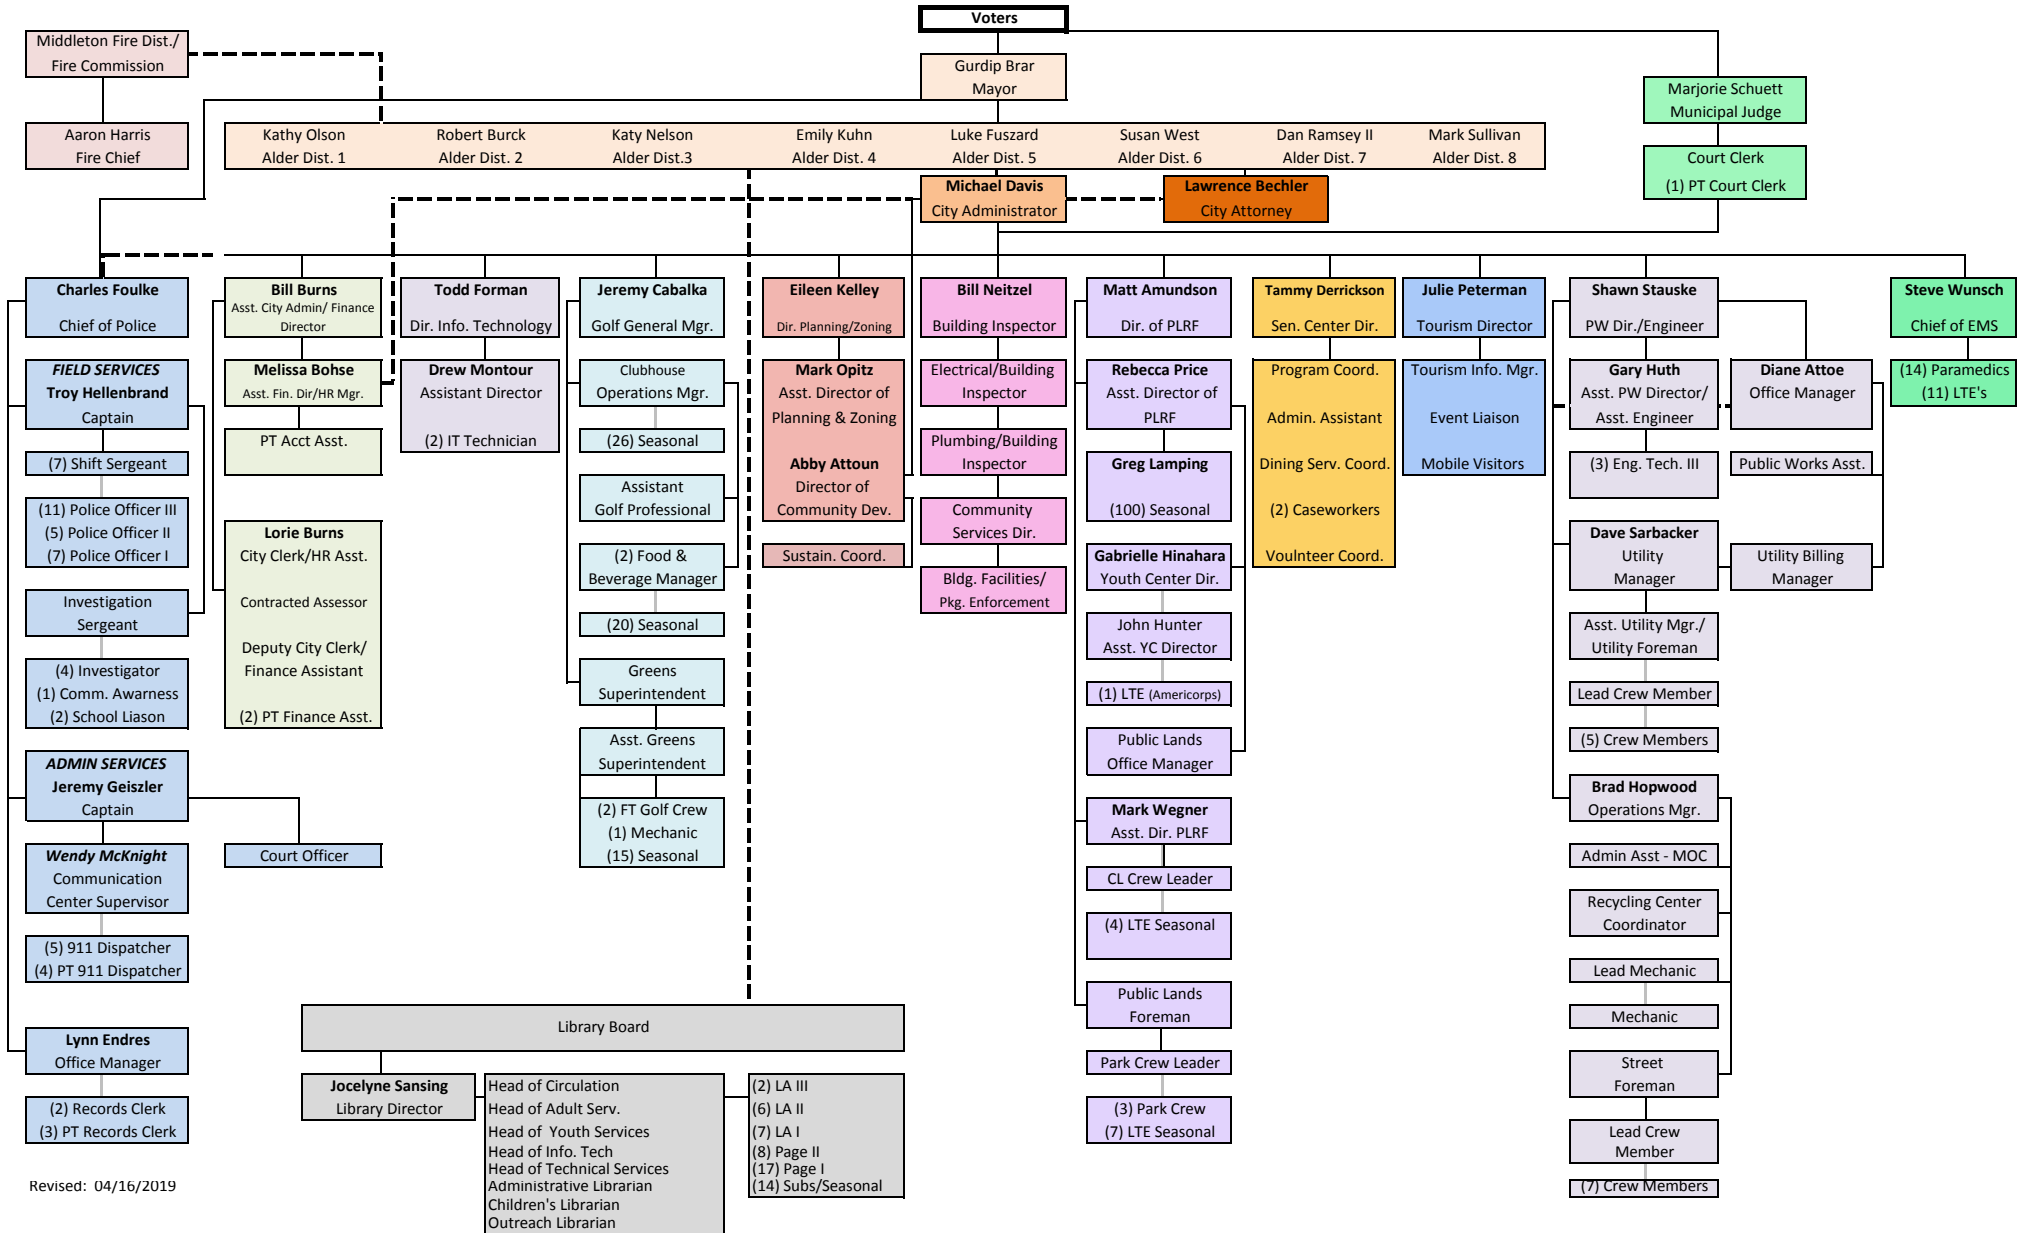 Voters
Middleton Fire Dist./
Fire Commission
Gurdip Brar
Mayor
Marjorie Schuett
Municipal Judge
Aaron Harris
Fire Chief
Kathy Olson
Alder Dist. 1
Robert Burck
Alder Dist. 2
Katy Nelson
Alder Dist.3
Emily Kuhn
Alder Dist. 4
Luke Fuszard
Alder Dist. 5
Susan West
Alder Dist. 6
Dan Ramsey II
Alder Dist. 7
Mark Sullivan
Alder Dist. 8
Court Clerk
(1) PT Court Clerk
Michael Davis
City Administrator
Lawrence Bechler
City Attorney
Charles Foulke
Chief of Police
FIELD SERVICES
Troy Hellenbrand
Captain
(7) Shift Sergeant
(11) Police Officer III
(5) Police Officer II
(7) Police Officer I
Investigation
Sergeant
(4) Investigator
(1) Comm. Awarness
(2) School Liason
ADMIN SERVICES
Jeremy Geiszler
Captain
Wendy McKnight
Communication
Center Supervisor
(5) 911 Dispatcher
(4) PT 911 Dispatcher
Lynn Endres
Office Manager
(2) Records Clerk
(3) PT Records Clerk
Revised: 04/16/2019
Bill Burns
Asst. City Admin/ Finance
Director
Melissa Bohse
Asst. Fin. Dir/HR Mgr.
PT Acct Asst.
Lorie Burns
City Clerk/HR Asst.
Contracted Assessor
Deputy City Clerk/
Finance Assistant
(2) PT Finance Asst.
Court Officer
Todd Forman
Dir. Info. Technology
Drew Montour
Assistant Director
(2) IT Technician
Jeremy Cabalka
Golf General Mgr.
Clubhouse
Operations Mgr.
(26) Seasonal
Assistant
Golf Professional
(2) Food &
Beverage Manager
(20) Seasonal
Greens
Superintendent
Asst. Greens
Superintendent
(2) FT Golf Crew
(1) Mechanic
(15) Seasonal
Eileen Kelley
Dir. Planning/Zoning
Mark Opitz
Asst. Director of
Planning & Zoning
Abby Attoun
Director of
Community Dev.
Sustain. Coord.
Bill Neitzel
Building Inspector
Electrical/Building
Inspector
Plumbing/Building
Inspector
Community
Services Dir.
Bldg. Facilities/
Pkg. Enforcement
Matt Amundson
Dir. of PLRF
Rebecca Price
Asst. Director of
PLRF
Greg Lamping
(100) Seasonal
Gabrielle Hinahara
Youth Center Dir.
John Hunter
Asst. YC Director
(1) LTE (Americorps)
Public Lands
Office Manager
Mark Wegner
Asst. Dir. PLRF
CL Crew Leader
(4) LTE Seasonal
Public Lands
Foreman
Park Crew Leader
(3) Park Crew
(7) LTE Seasonal
Tammy Derrickson
Sen. Center Dir.
Program Coord.
Admin. Assistant
Dining Serv. Coord.
(2) Caseworkers
Voulnteer Coord.
Julie Peterman
Tourism Director
Tourism Info. Mgr.
Event Liaison
Mobile Visitors
Shawn Stauske
PW Dir./Engineer
Gary Huth
Asst. PW Director/
Asst. Engineer
(3) Eng. Tech. III
Dave Sarbacker
Utility
Manager
Asst. Utility Mgr./
Utility Foreman
Lead Crew Member
(5) Crew Members
Brad Hopwood
Operations Mgr.
Admin Asst - MOC
Recycling Center
Coordinator
Lead Mechanic
Mechanic
Street
Foreman
Lead Crew
Member
(7) Crew Members
Diane Attoe
Office Manager
Public Works Asst.
Utility Billing
Manager
Steve Wunsch
Chief of EMS
(14) Paramedics
(11) LTE's
Library Board
Jocelyne Sansing
Library Director
Head of Circulation
Head of Adult Serv.
Head of  Youth Services
Head of Info. Tech
Head of Technical Services
Administrative Librarian
Children's Librarian
Outreach Librarian
(2) LA III
(6) LA II
(7) LA I
(8) Page II
(17) Page I
(14) Subs/Seasonal